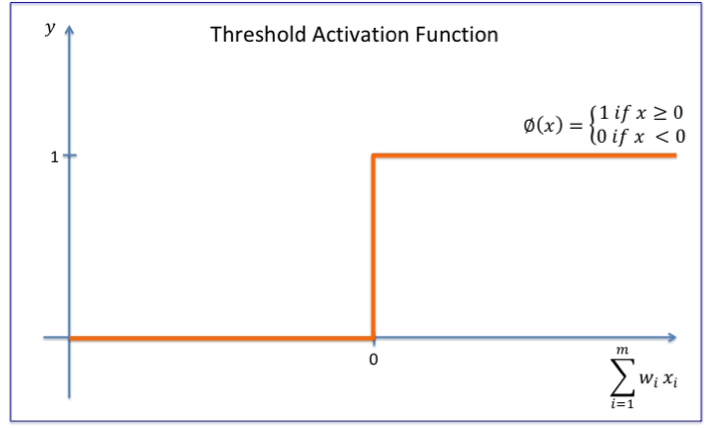 y
Threshold Activation Function
∅(x) = {1 if x ≥ 0
{0 if x < 0
1
0
m
∑ wᵢ xᵢ
i=1